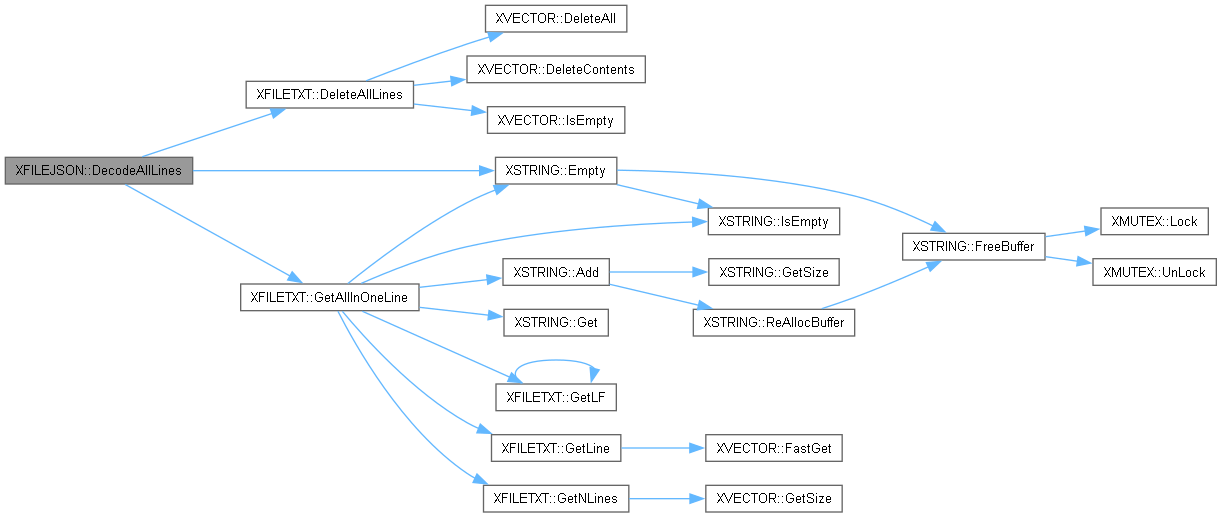 XVECTOR::DeleteAll
XVECTOR::DeleteContents
XFILETXT::DeleteAllLines
XVECTOR::IsEmpty
XFILEJSON::DecodeAllLines
XSTRING::Empty
XSTRING::IsEmpty
XMUTEX::Lock
XSTRING::FreeBuffer
XSTRING::Add
XSTRING::GetSize
XMUTEX::UnLock
XFILETXT::GetAllInOneLine
XSTRING::Get
XSTRING::ReAllocBuffer
XFILETXT::GetLF
XFILETXT::GetLine
XVECTOR::FastGet
XFILETXT::GetNLines
XVECTOR::GetSize